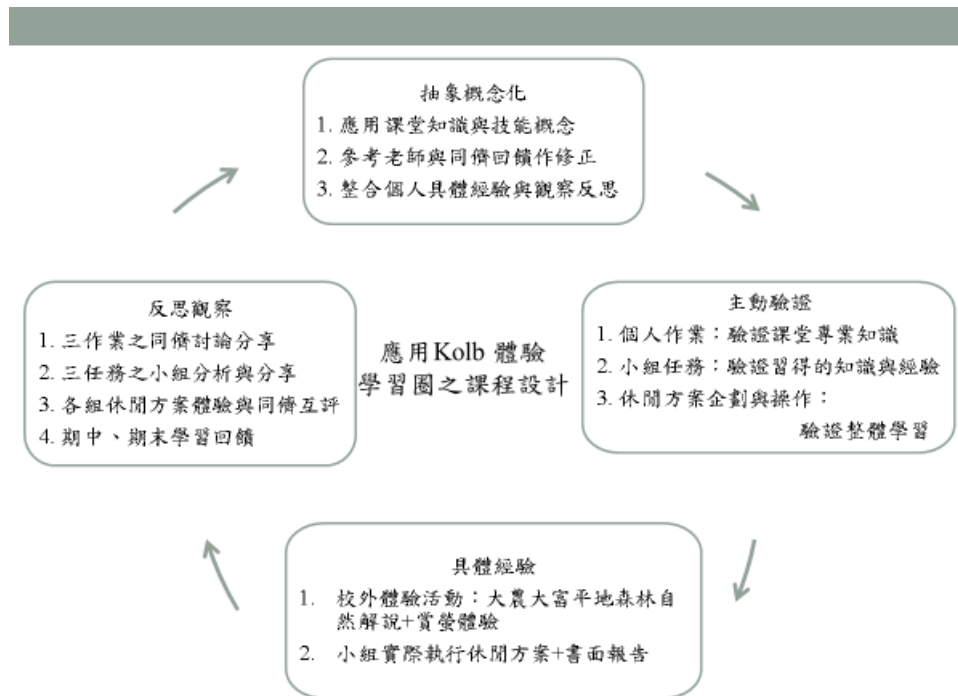 抽象概念化
1. 應用課堂知識與技能概念
2. 參考老師與同儕回饋作修正
3. 整合個人具體經驗與觀察反思
反思觀察
1. 三作業之同儕討論分享
2. 三任務之小組分析與分享
3. 各組休閒方案體驗與同儕互評
4. 期中、期末學習回饋
應用Kolb 體驗
學習圈之課程設計
主動驗證
1. 個人作業：驗證課堂專業知識
2. 小組任務：驗證習得的知識與經驗
3. 休閒方案企劃與操作：
驗證整體學習
具體經驗
1. 校外體驗活動：大農大富平地森林自
然解說+賞螢體驗
2. 小組實際執行休閒方案+書面報告